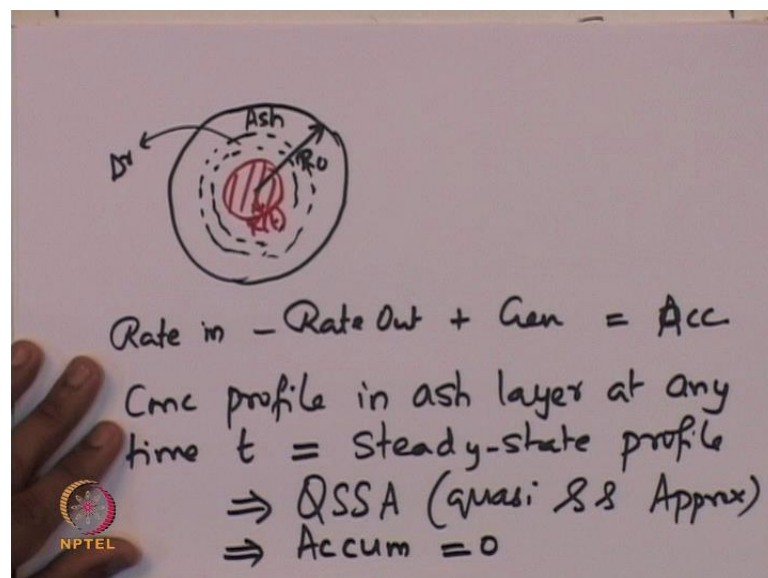 Ash
Δr
R0
R(t)
Rate in - Rate Out + Gen = Acc
Conc profile in ash layer at any
time t = Steady-state profile
⇒ QSSA (quasi SS Approx)
⇒ Accum = 0
NPTEL